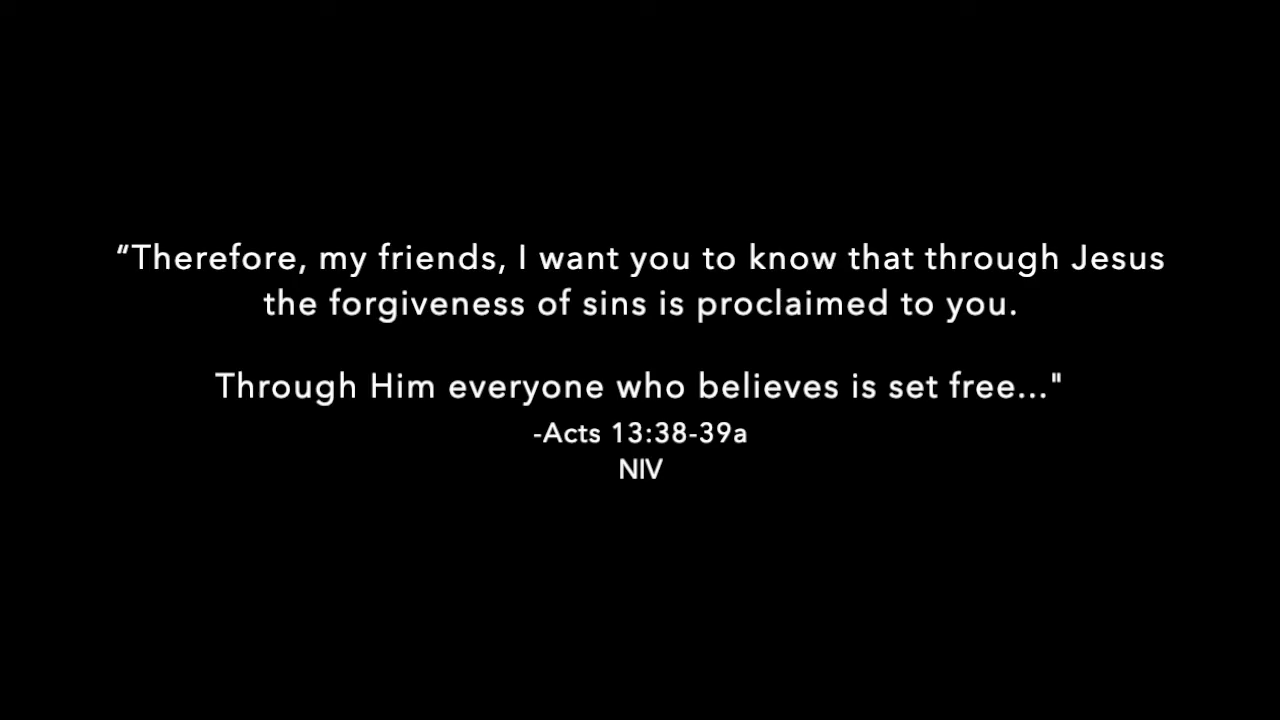 “Therefore, my friends, I want you to know that through Jesus
the forgiveness of sins is proclaimed to you.
Through Him everyone who believes is set free..."
-Acts 13:38-39a
NIV